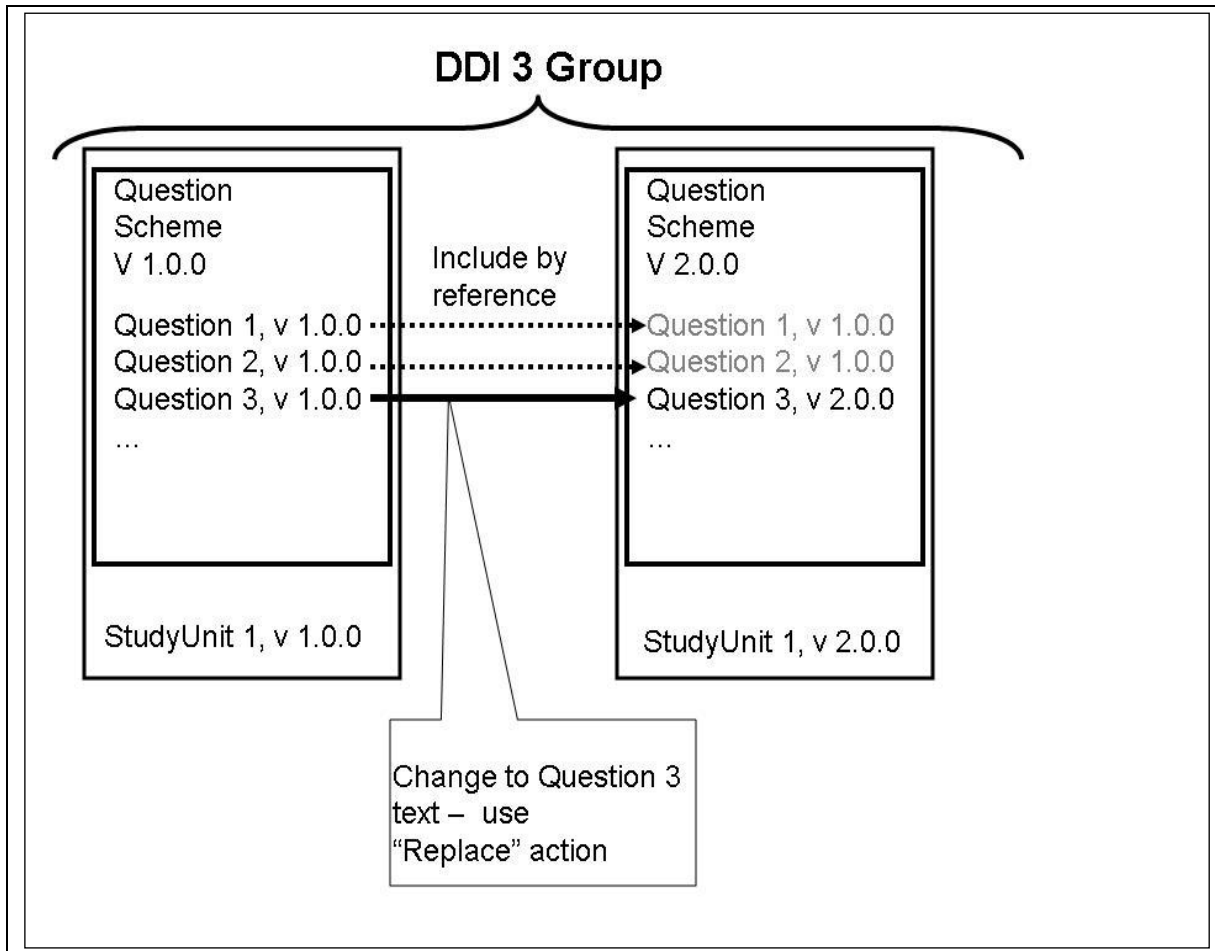 DDI 3 Group
Question
Scheme
V 1.0.0
Question 1, v 1.0.0
Question 2, v 1.0.0
Question 3, v 1.0.0
...
StudyUnit 1, v 1.0.0
Include by
reference
Question
Scheme
V 2.0.0
Question 1, v 1.0.0
Question 2, v 1.0.0
Question 3, v 2.0.0
...
StudyUnit 1, v 2.0.0
Change to Question 3
text – use
“Replace” action